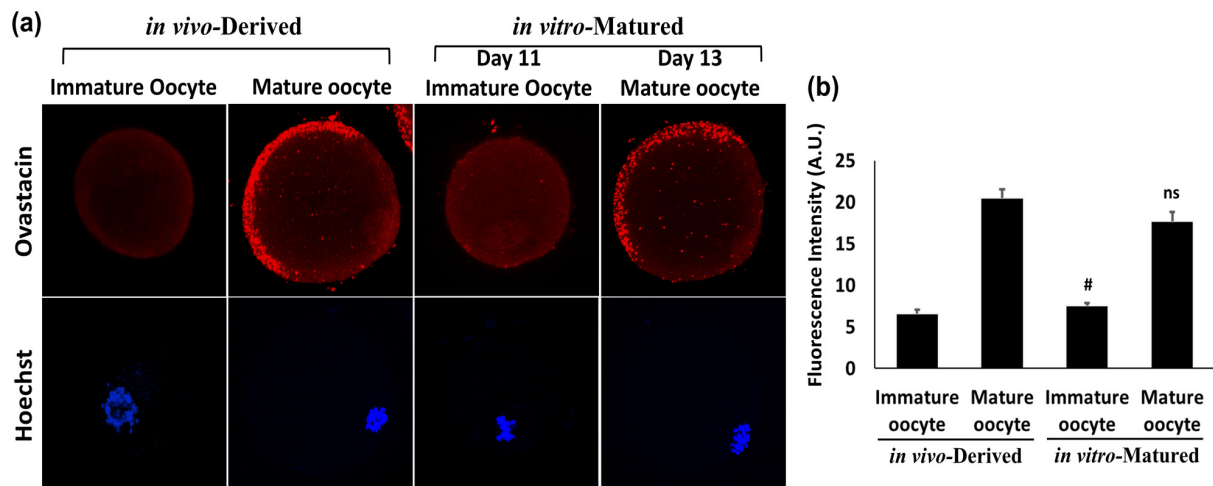 (a)
in vivo-Derived
in vitro-Matured
Day 11
Day 13
Immature Oocyte
Mature oocyte
Immature Oocyte
Mature oocyte
Ovastacin
Hoechst
(b)
Fluorescence Intensity (A.U.)
25
20
15
10
5
0
#
ns
Immature oocyte
Mature oocyte
Immature oocyte
Mature oocyte
in vivo-Derived
in vitro-Matured